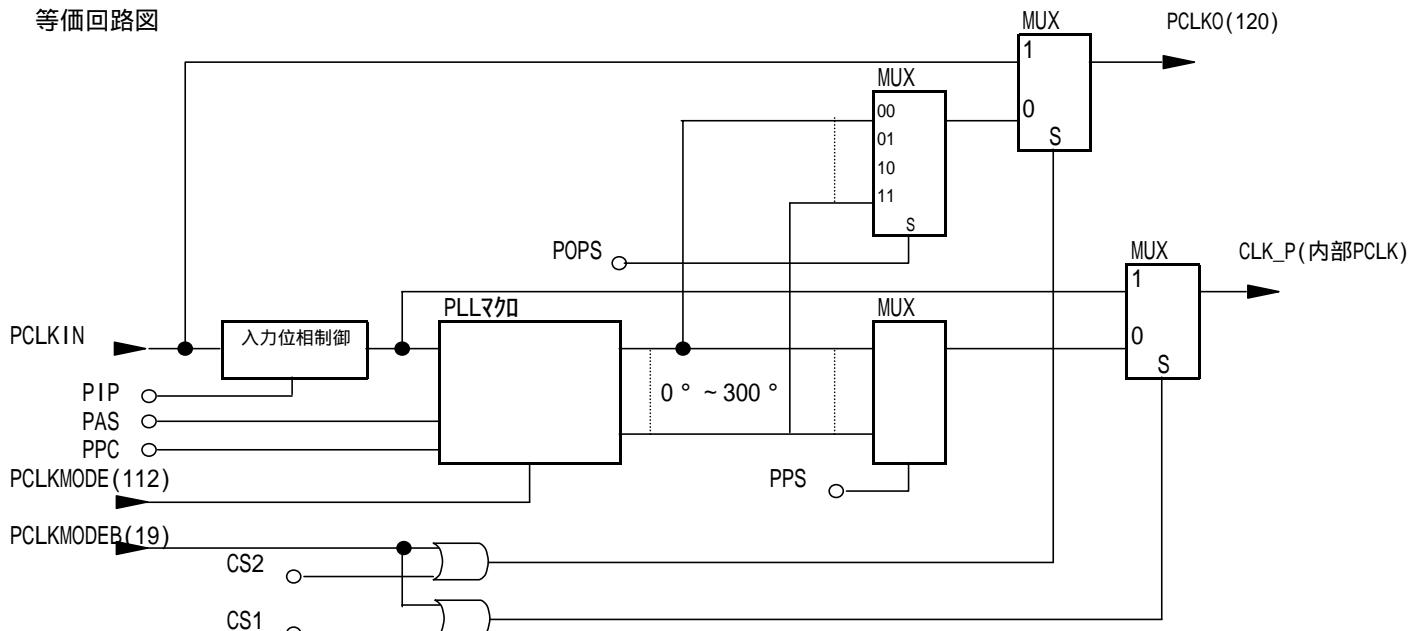 等価回路図
MUX
PCLKO(120)
1
MUX
00
0
01
S
10
11
S
POPS
MUX
CLK_P(内部PCLK)
1
PLLマクロ
MUX
PCLKIN
入力位相制御
0
0°~300°
S
PIP
PAS
PPC
PCLKMODE(112)
PPS
PCLKMODEB(19)
CS2
CS1